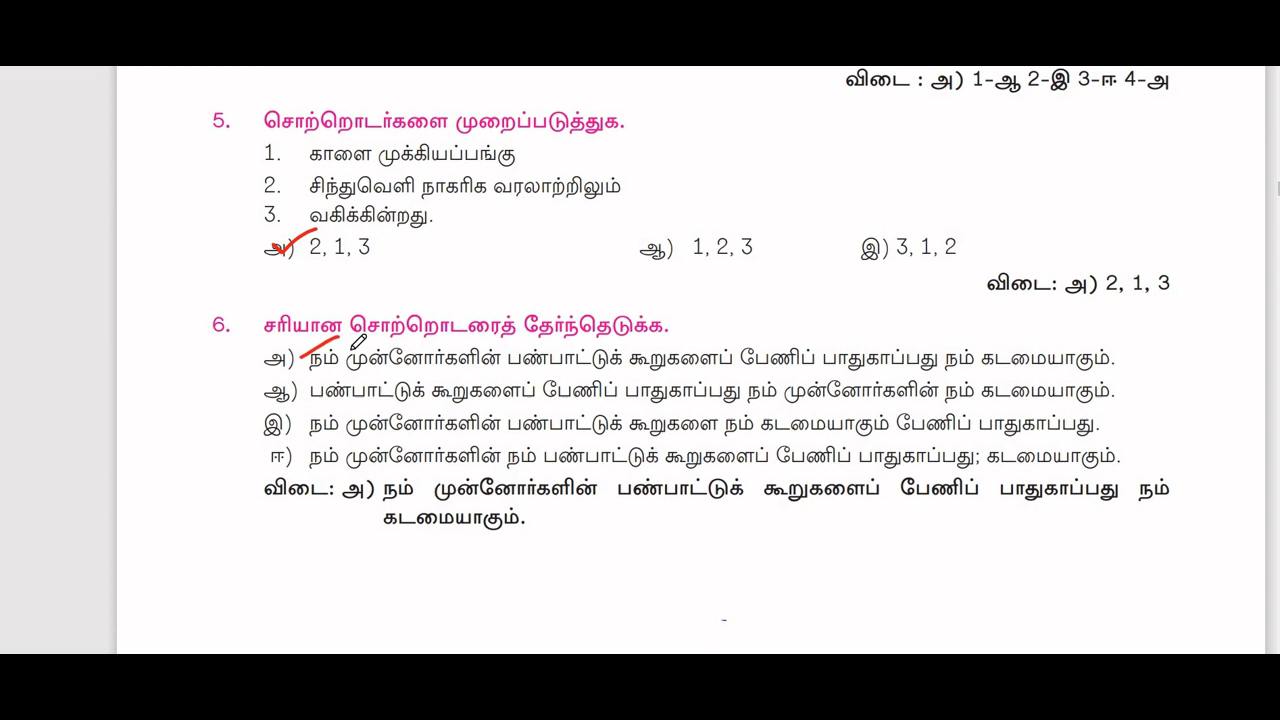 விடை : அ) 1-ஆ 2-இ 3-ஈ 4-அ
5. சொற்றொடர்களை முறைப்படுத்துக.
1. காளை முக்கியப்பங்கு
2. சிந்துவெளி நாகரிக வரலாற்றிலும்
3. வகிக்கின்றது.
அ) 2, 1, 3 ஆ) 1, 2, 3 இ) 3, 1, 2
விடை: அ) 2, 1, 3
6. சரியான சொற்றொடரைத் தேர்ந்தெடுக்க.
அ) நம் முன்னோர்களின் பண்பாட்டுக் கூறுகளைப் பேணிப் பாதுகாப்பது நம் கடமையாகும்.
ஆ) பண்பாட்டுக் கூறுகளைப் பேணிப் பாதுகாப்பது நம் முன்னோர்களின் நம் கடமையாகும்.
இ) நம் முன்னோர்களின் பண்பாட்டுக் கூறுகளை நம் கடமையாகும் பேணிப் பாதுகாப்பது.
ஈ) நம் முன்னோர்களின் நம் பண்பாட்டுக் கூறுகளைப் பேணிப் பாதுகாப்பது; கடமையாகும்.
விடை: அ) நம் முன்னோர்களின் பண்பாட்டுக் கூறுகளைப் பேணிப் பாதுகாப்பது நம்
கடமையாகும்.